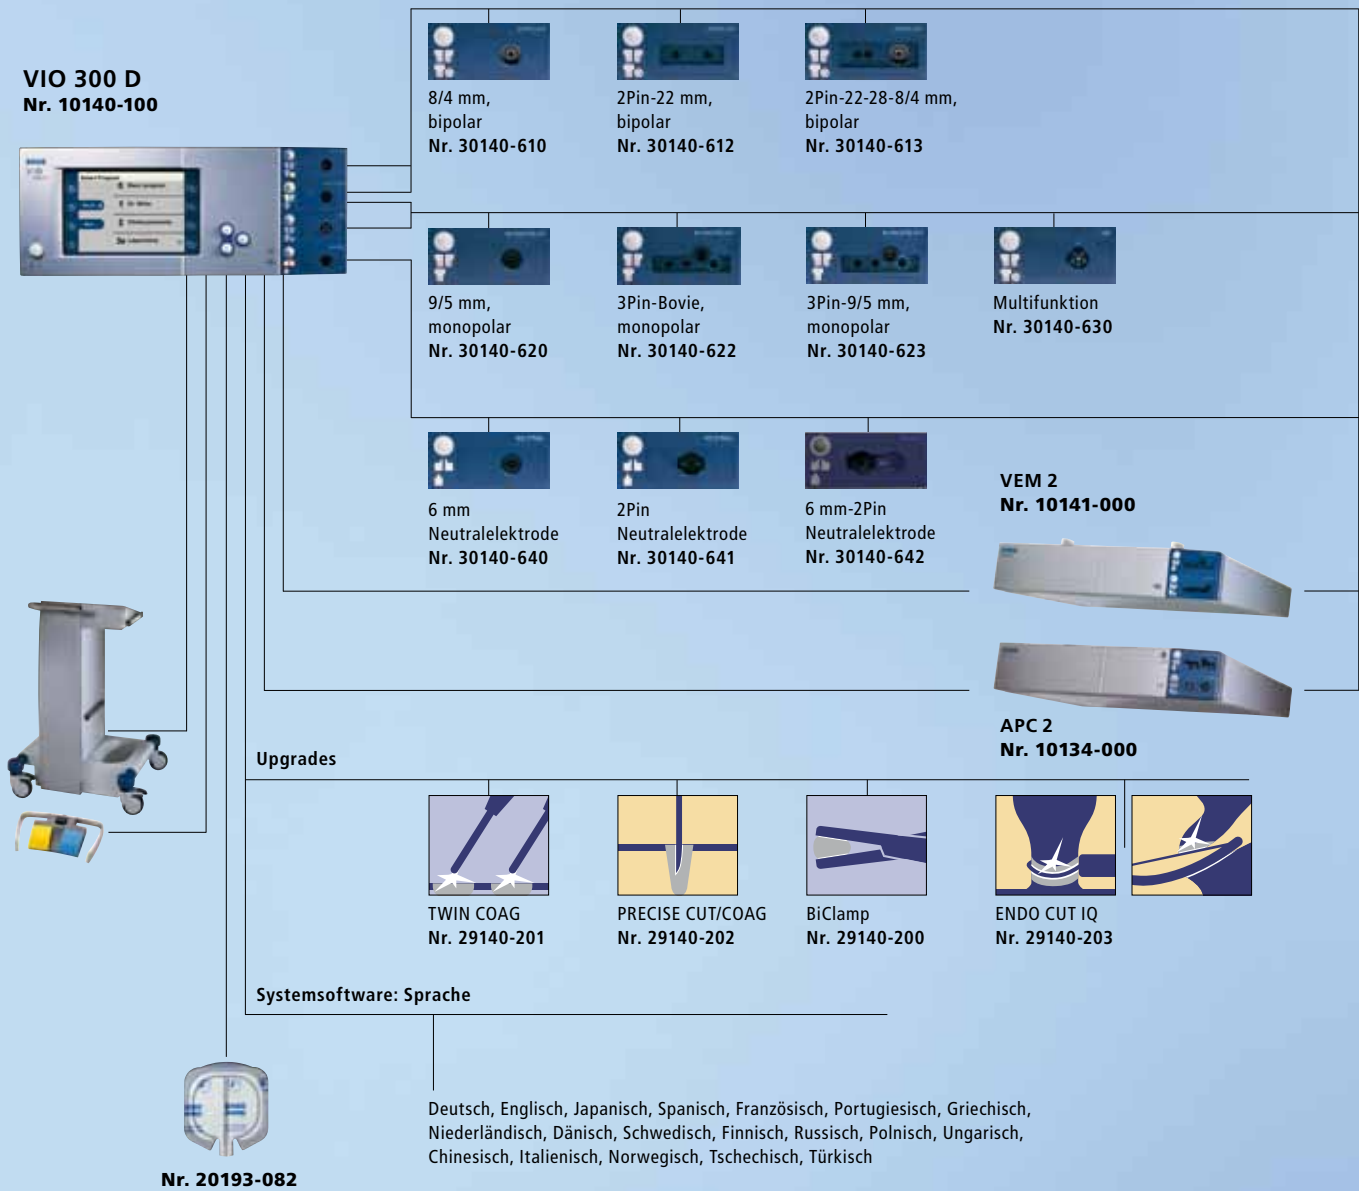 VIO 300 D
Nr. 10140-100
8/4 mm,
bipolar
Nr. 30140-610
2Pin-22 mm,
bipolar
Nr. 30140-612
2Pin-22-28-8/4 mm,
bipolar
Nr. 30140-613
9/5 mm,
monopolar
Nr. 30140-620
3Pin-Bovie,
monopolar
Nr. 30140-622
3Pin-9/5 mm,
monopolar
Nr. 30140-623
Multifunktion
Nr. 30140-630
6 mm
Neutralelektrode
Nr. 30140-640
2Pin
Neutralelektrode
Nr. 30140-641
6 mm-2Pin
Neutralelektrode
Nr. 30140-642
VEM 2
Nr. 10141-000
APC 2
Nr. 10134-000
Upgrades
TWIN COAG
Nr. 29140-201
PRECISE CUT/COAG
Nr. 29140-202
BiClamp
Nr. 29140-200
ENDO CUT IQ
Nr. 29140-203
Systemsoftware: Sprache
Deutsch, Englisch, Japanisch, Spanisch, Französisch, Portugiesisch, Griechisch,
Niederländisch, Dänisch, Schwedisch, Finnisch, Russisch, Polnisch, Ungarisch,
Chinesisch, Italienisch, Norwegisch, Tschechisch, Türkisch
Nr. 20193-082